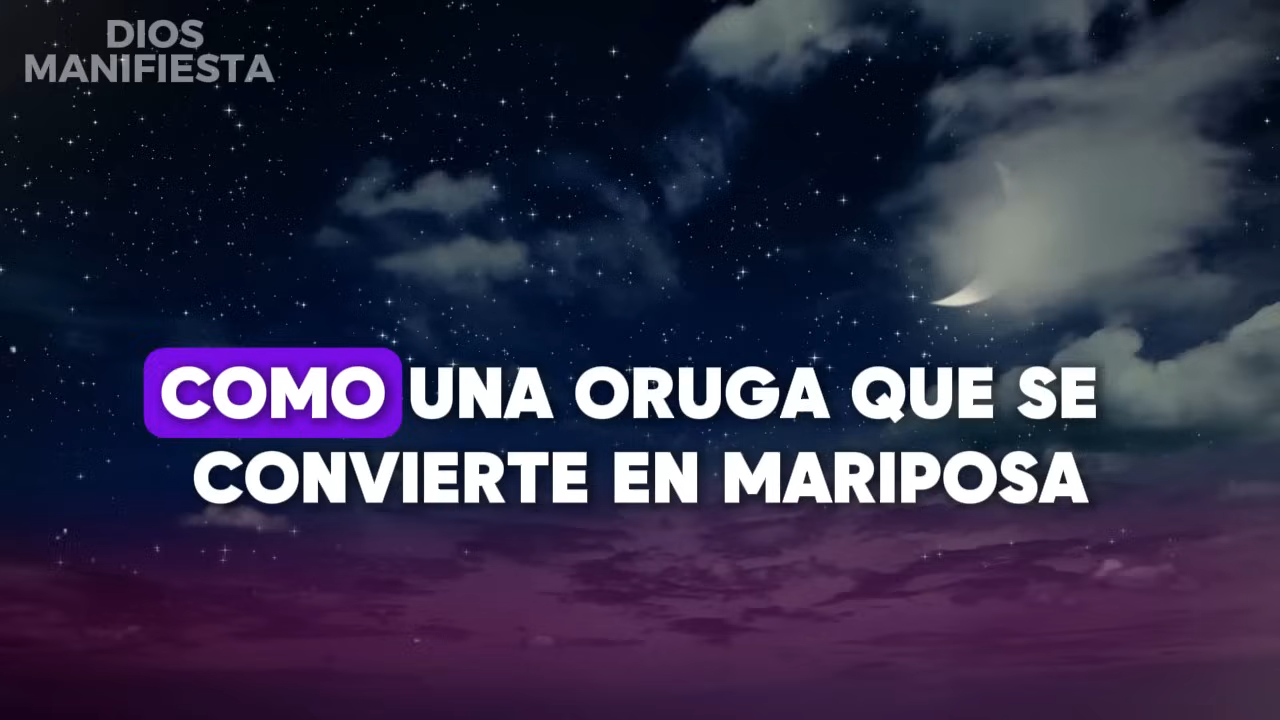 DIOS
MANIFIESTA
COMO UNA ORUGA QUE SE
CONVIERTE EN MARIPOSA